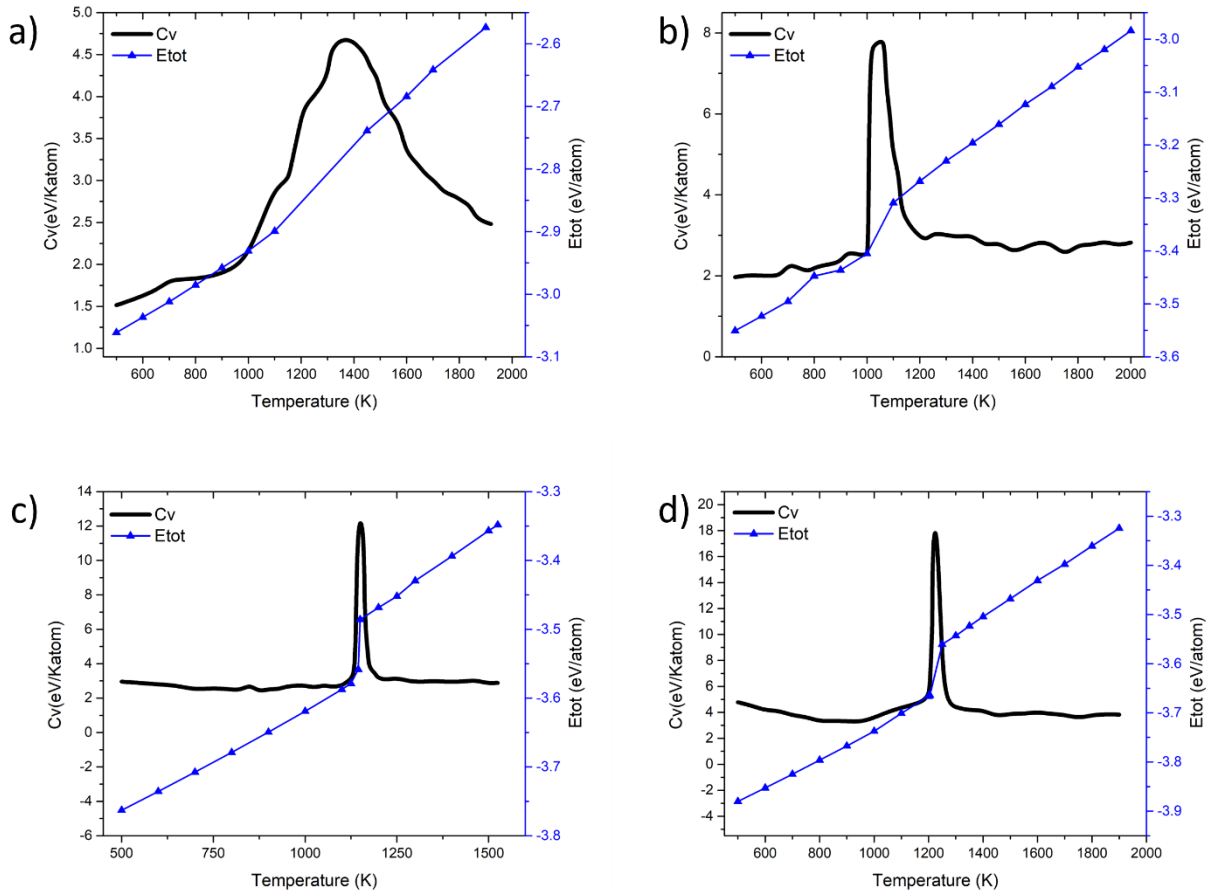 a)
Cv
Etot
5.0
4.5
4.0
3.5
3.0
2.5
2.0
1.5
1.0
Cv(eV/Katom)
600 800 1000 1200 1400 1600 1800 2000
Temperature (K)
-2.6
-2.7
-2.8
-2.9
-3.0
-3.1
Etot (eV/atom)
b)
Cv
Etot
8
6
4
2
0
Cv(eV/Katom)
600 800 1000 1200 1400 1600 1800 2000
Temperature (K)
-3.0
-3.1
-3.2
-3.3
-3.4
-3.5
-3.6
Etot (eV/atom)
c)
Cv
Etot
14
12
10
8
6
4
2
0
-2
-4
-6
Cv(eV/Katom)
500 750 1000 1250 1500
Temperature (K)
-3.3
-3.4
-3.5
-3.6
-3.7
-3.8
Etot (eV/atom)
d)
Cv
Etot
20
18
16
14
12
10
8
6
4
2
0
-2
-4
Cv(eV/Katom)
600 800 1000 1200 1400 1600 1800 2000
Temperature (K)
-3.3
-3.4
-3.5
-3.6
-3.7
-3.8
-3.9
Etot (eV/atom)